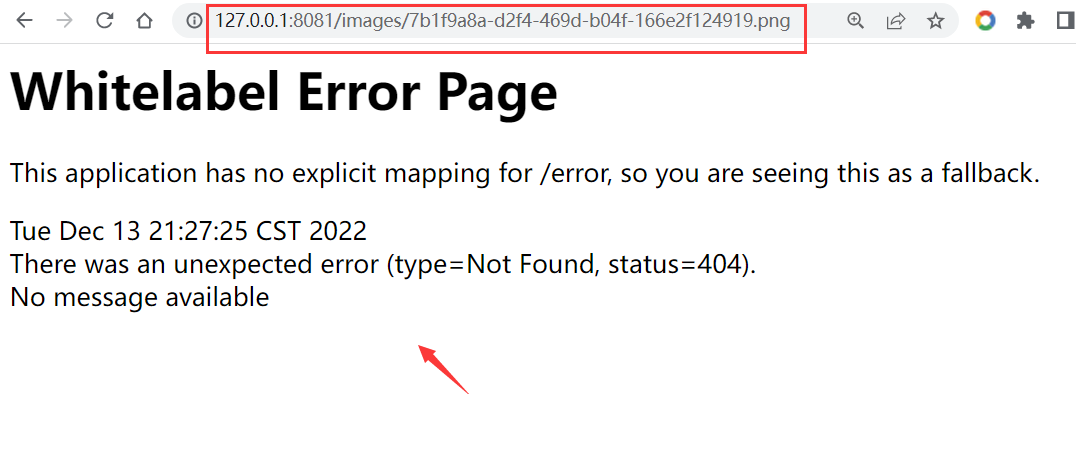 127.0.0.1:8081/images/7b1f9a8a-d2f4-469d-b04f-166e2f124919.png
Whitelabel Error Page
This application has no explicit mapping for /error, so you are seeing this as a fallback.
Tue Dec 13 21:27:25 CST 2022
There was an unexpected error (type=Not Found, status=404).
No message available